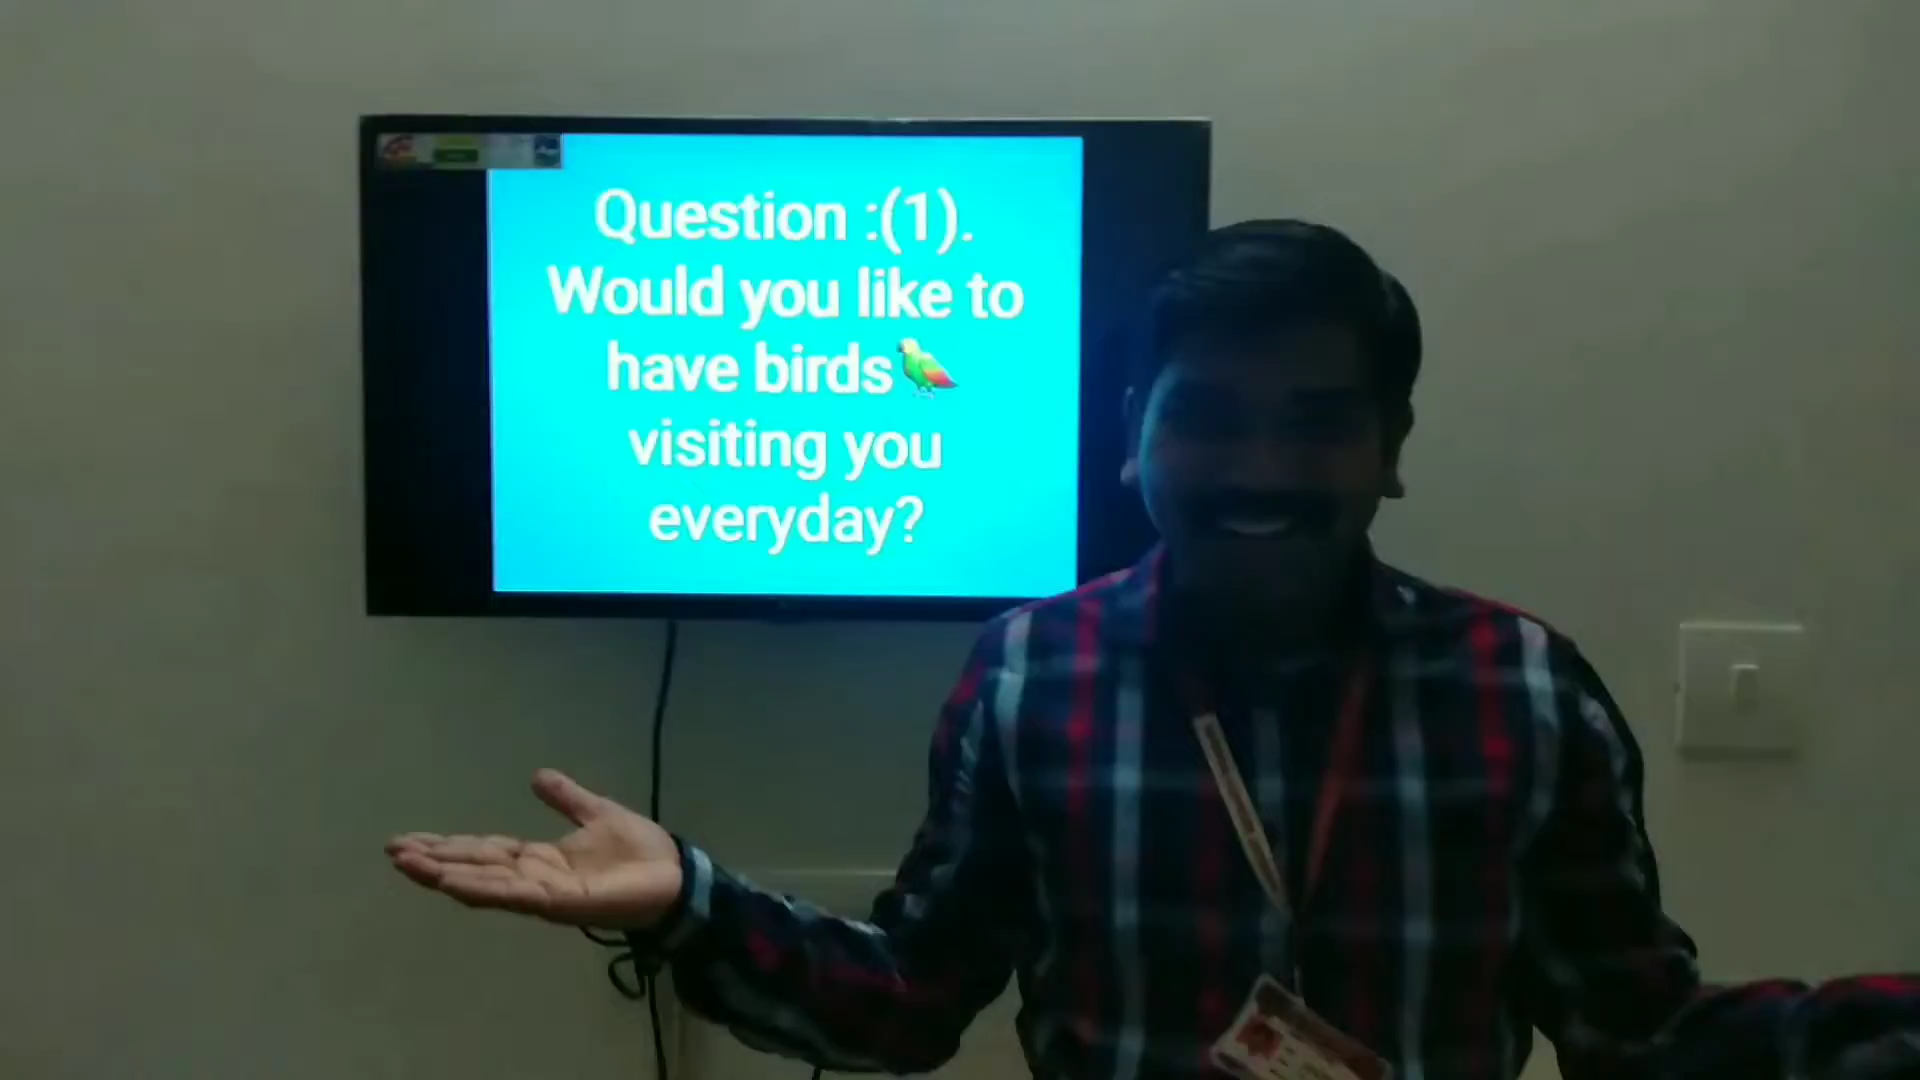 Question :(1).
Would you like to
have birds🦜
visiting you
everyday?